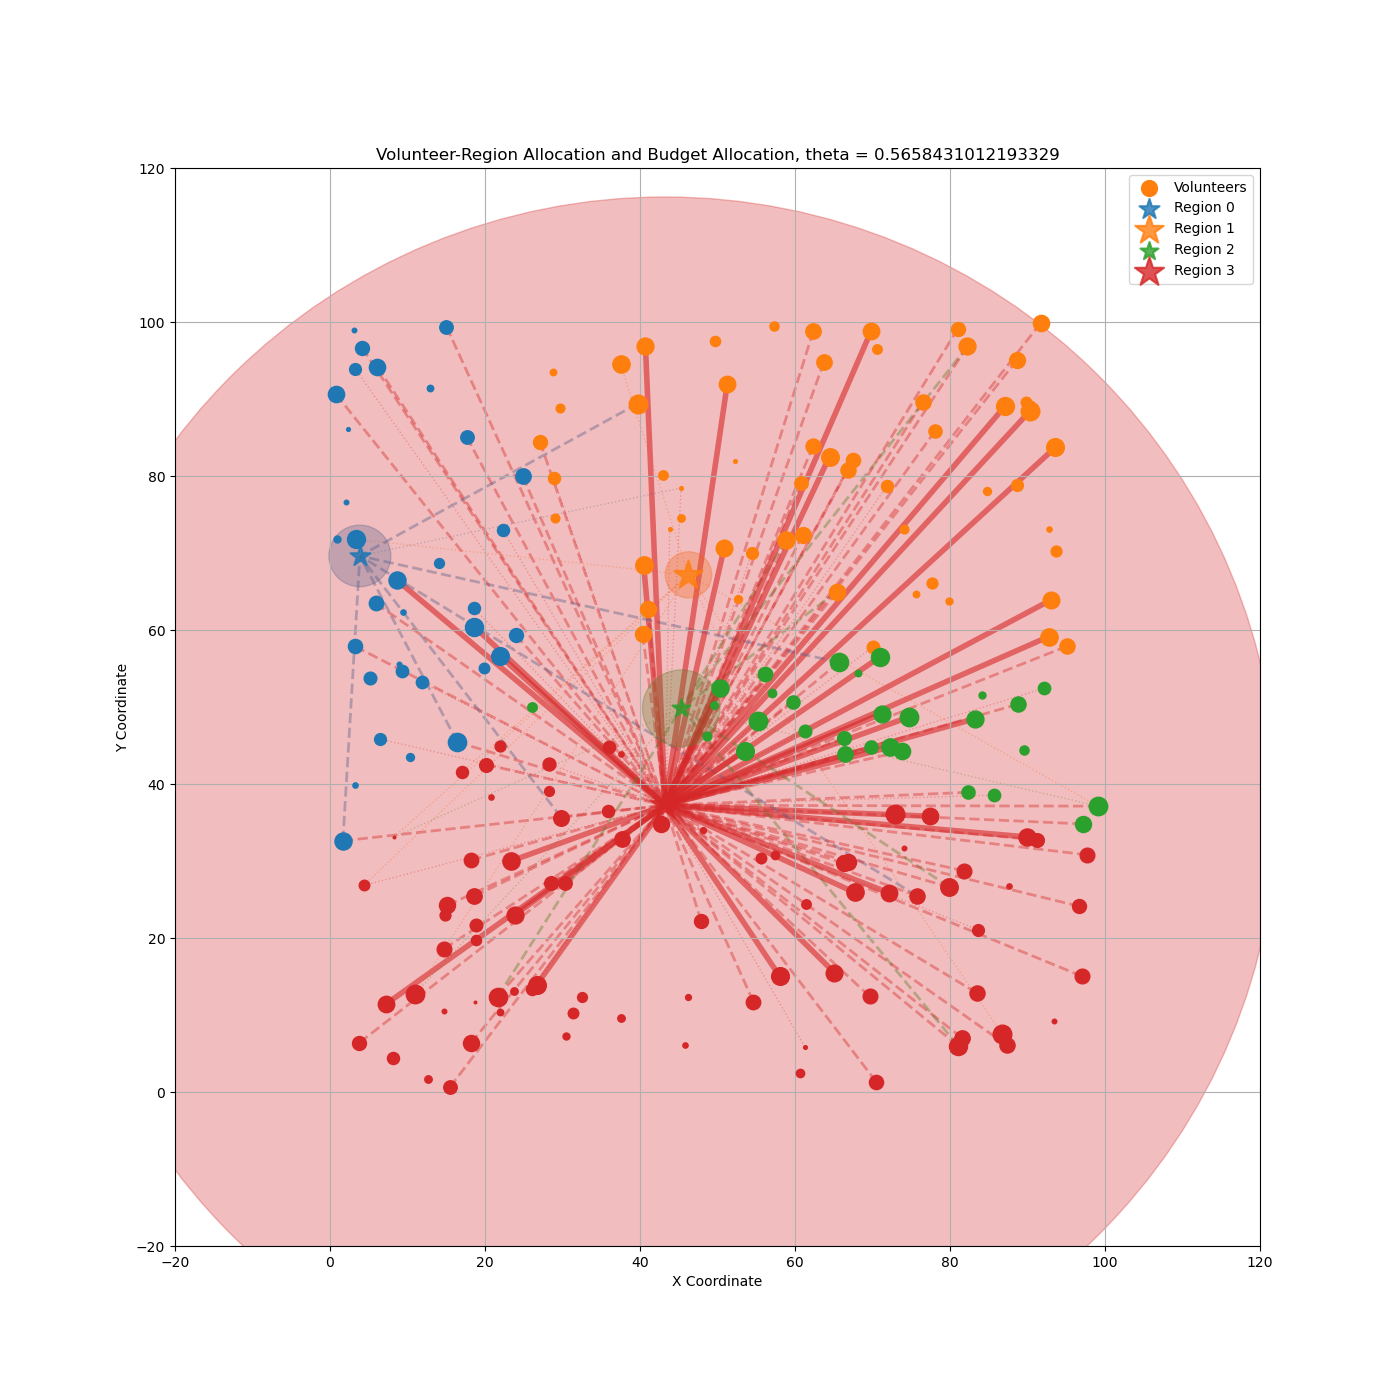 Volunteer-Region Allocation and Budget Allocation, theta = 0.5658431012193329
120
100
80
60
40
20
0
−20
Y Coordinate
Volunteers
Region 0
Region 1
Region 2
Region 3
−20 0 20 40 60 80 100 120
X Coordinate